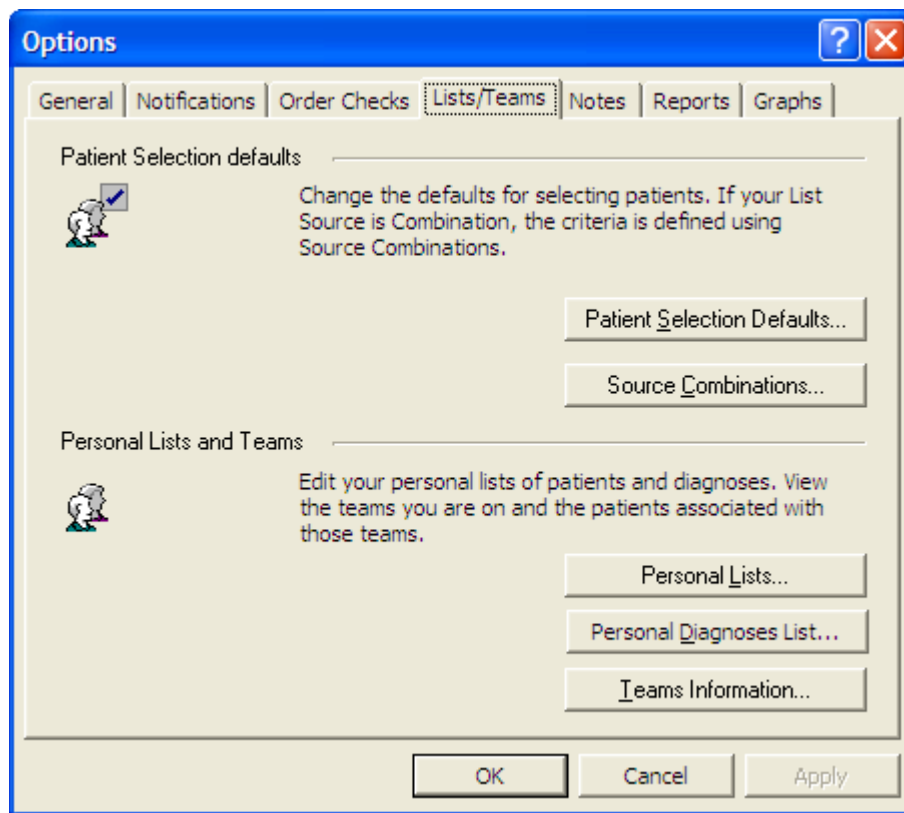 Options
General Notifications Order Checks Lists/Teams Notes Reports Graphs
Patient Selection defaults
Change the defaults for selecting patients. If your List
Source is Combination, the criteria is defined using
Source Combinations.
Patient Selection Defaults...
Source Combinations...
Personal Lists and Teams
Edit your personal lists of patients and diagnoses. View
the teams you are on and the patients associated with
those teams.
Personal Lists...
Personal Diagnoses List...
Teams Information...
OK Cancel Apply